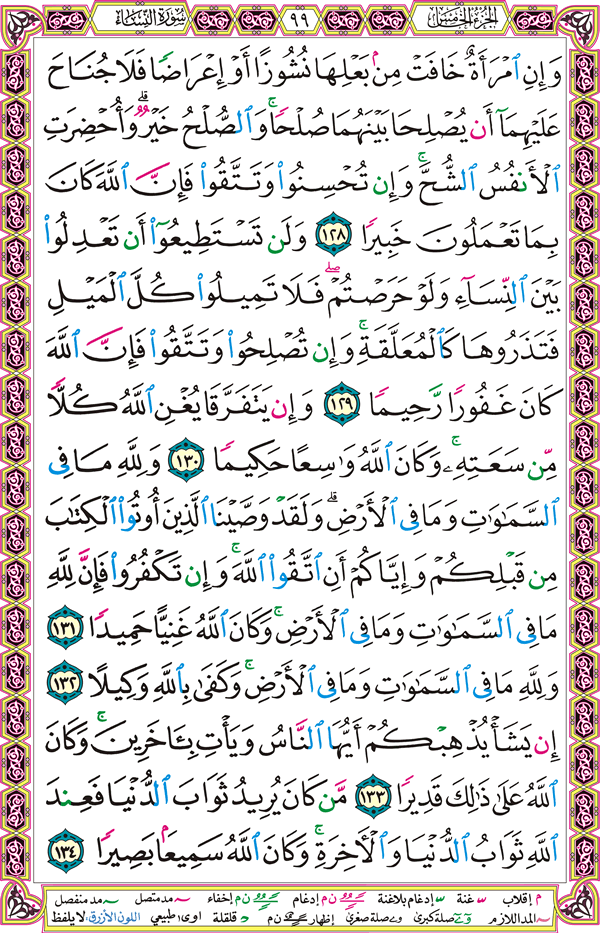 الجزء الخامس ٩٩ سورة النساء
وَإِنِ ٱمۡرَأَةٌ خَافَتۡ مِنۢ بَعۡلِهَا نُشُوزًا أَوۡ إِعۡرَاضٗا فَلَا جُنَاحَ
عَلَيۡهِمَآ أَن يُصۡلِحَا بَيۡنَهُمَا صُلۡحٗاۚ وَٱلصُّلۡحُ خَيۡرٞۗ وَأُحۡضِرَتِ
ٱلۡأَنفُسُ ٱلشُّحَّۚ وَإِن تُحۡسِنُواْ وَتَتَّقُواْ فَإِنَّ ٱللَّهَ كَانَ
بِمَا تَعۡمَلُونَ خَبِيرٗا ١٢٨ وَلَن تَسۡتَطِيعُوٓاْ أَن تَعۡدِلُواْ
بَيۡنَ ٱلنِّسَآءِ وَلَوۡ حَرَصۡتُمۡۖ فَلَا تَمِيلُواْ كُلَّ ٱلۡمَيۡلِ
فَتَذَرُوهَا كَٱلۡمُعَلَّقَةِۚ وَإِن تُصۡلِحُواْ وَتَتَّقُواْ فَإِنَّ ٱللَّهَ
كَانَ غَفُورٗا رَّحِيمٗا ١٢٩ وَإِن يَتَفَرَّقَا يُغۡنِ ٱللَّهُ كُلّٗا
مِّن سَعَتِهِۦۚ وَكَانَ ٱللَّهُ وَٰسِعًا حَكِيمٗا ١٣٠ وَلِلَّهِ مَا فِي
ٱلسَّمَٰوَٰتِ وَمَا فِي ٱلۡأَرۡضِۗ وَلَقَدۡ وَصَّيۡنَا ٱلَّذِينَ أُوتُواْ ٱلۡكِتَٰبَ
مِن قَبۡلِكُمۡ وَإِيَّاكُمۡ أَنِ ٱتَّقُواْ ٱللَّهَۚ وَإِن تَكۡفُرُواْ فَإِنَّ لِلَّهِ
مَا فِي ٱلسَّمَٰوَٰتِ وَمَا فِي ٱلۡأَرۡضِۚ وَكَانَ ٱللَّهُ غَنِيًّا حَمِيدٗا ١٣١
وَلِلَّهِ مَا فِي ٱلسَّمَٰوَٰتِ وَمَا فِي ٱلۡأَرۡضِۚ وَكَفَىٰ بِٱللَّهِ وَكِيلًا ١٣٢
إِن يَشَأۡ يُذۡهِبۡكُمۡ أَيُّهَا ٱلنَّاسُ وَيَأۡتِ بِـَٔاخَرِينَۚ وَكَانَ
ٱللَّهُ عَلَىٰ ذَٰلِكَ قَدِيرٗا ١٣٣ مَّن كَانَ يُرِيدُ ثَوَابَ ٱلدُّنۡيَا فَعِندَ
ٱللَّهِ ثَوَابُ ٱلدُّنۡيَا وَٱلۡأٓخِرَةِۚ وَكَانَ ٱللَّهُ سَمِيعَۢا بَصِيرٗا ١٣٤
م إقلاب غنة إدغام بلاغنة ن م إدغام ن م إخفاء مد متصل مد منفصل
المد اللازم صلة كبرى صلة صغرى إظهار ن م قلقلة اوى: طبيعي اللون الأزرق: لا يلفظ